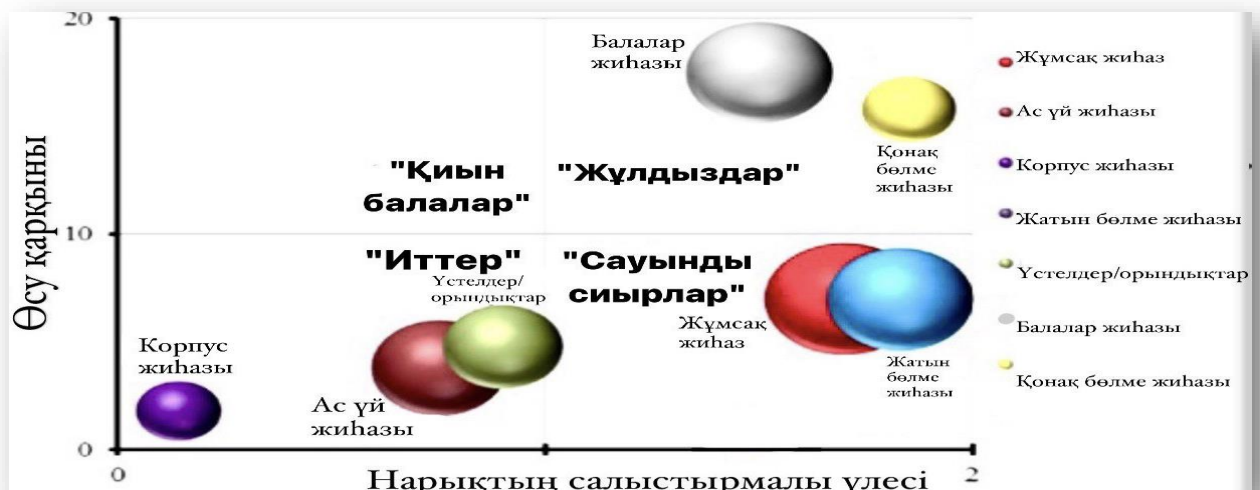 20
Балалар
жиһазы
Жұмсақ жиһаз
Ас үй жиһазы
Қонақ
бөлме
жиһазы
Корпус жиһазы
"Қиын
балалар"
"Жұлдыздар"
Жатын бөлме жиһазы
Өсу қарқыны
10
"Иттер"
Үстелдер/
орындықтар
"Сауынды
сиырлар"
Үстелдер/орындықтар
Жұмсақ
жиһаз
Балалар жиһазы
Корпус
жиһазы
Жатын
бөлме
жиһазы
Қонақ бөлме жиһазы
Ас үй
жиһазы
0
0
2
Нарықтың салыстырмалы үлесі